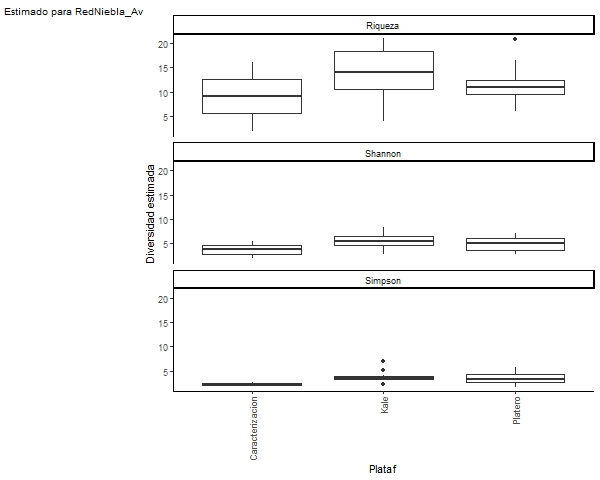 Estimado para RedNiebla_Av
Riqueza
20
15
10
5
Shannon
20
15
10
5
Simpson
20
15
10
5
Diversidad estimada
Caracterizacion
Kale
Platero
Plataf